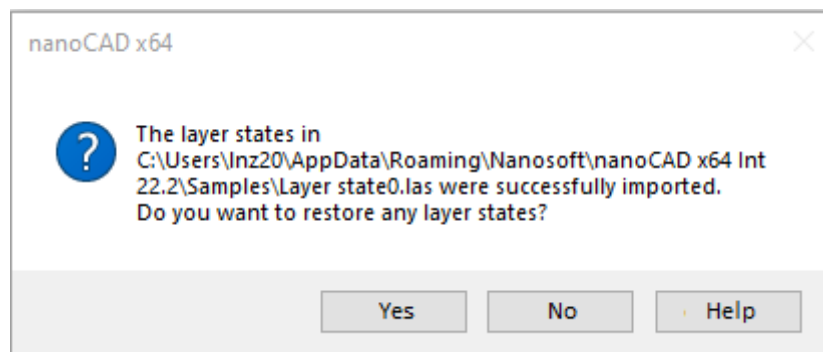 nanoCAD x64
The layer states in
C:\Users\Inz20\AppData\Roaming\Nanosoft\nanoCAD x64 Int
22.2\Samples\Layer state0.las were successfully imported.
Do you want to restore any layer states?
Yes No Help